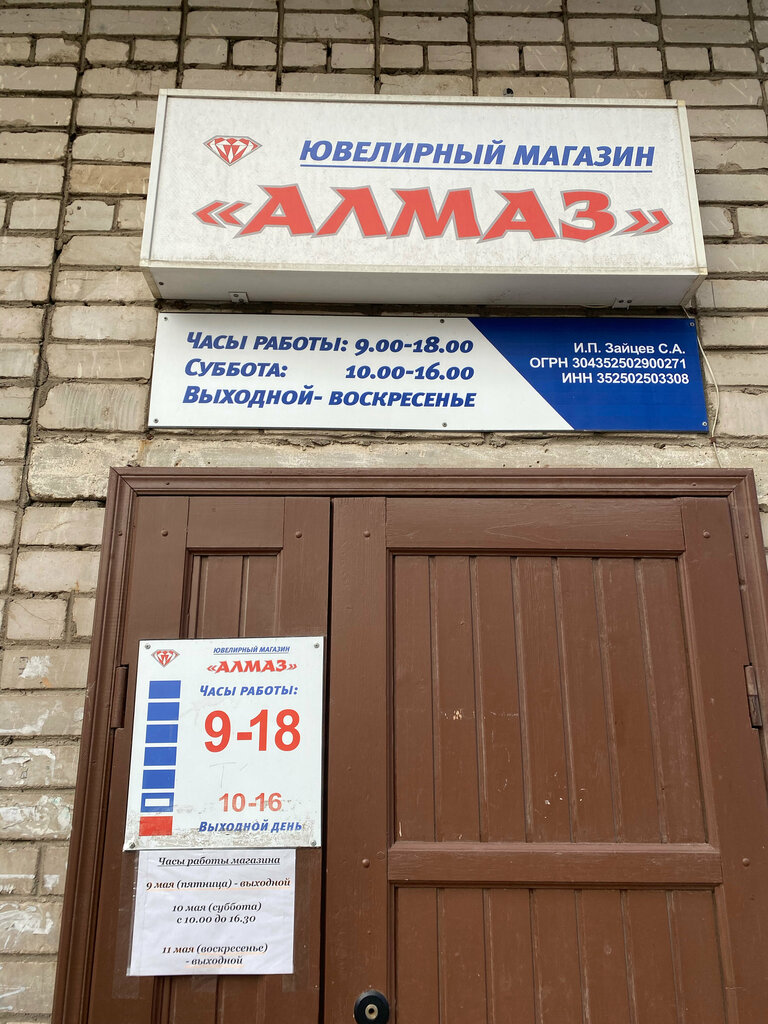 ЮВЕЛИРНЫЙ МАГАЗИН
«АЛМАЗ»
ЧАСЫ РАБОТЫ: 9.00-18.00
СУББОТА: 10.00-16.00
ВЫХОДНОЙ- ВОСКРЕСЕНЬЕ
И.П. Зайцев С.А.
ОГРН 304352502900271
ИНН 352502503308
ЮВЕЛИРНЫЙ МАГАЗИН
«АЛМАЗ»
ЧАСЫ РАБОТЫ:
9-18
10-16
ВЫХОДНОЙ ДЕНЬ
Часы работы магазина
9 мая (пятница) - выходной
10 мая (суббота)
с 10.00 до 16.30
11 мая (воскресенье)
- выходной